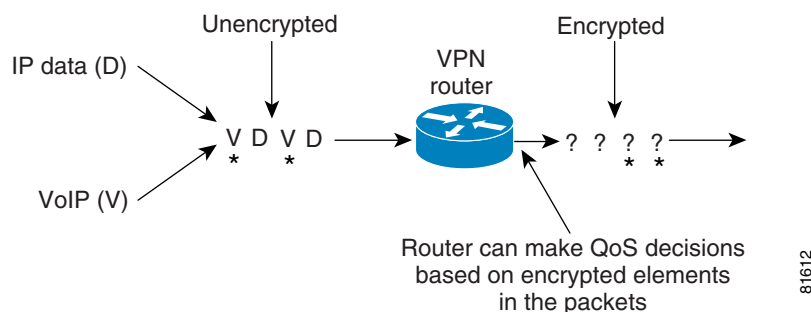 Unencrypted
Encrypted
IP data (D)
VPN
router
V D V D
* *
? ? ? ?
* *
VoIP (V)
Router can make QoS decisions
based on encrypted elements
in the packets
81612